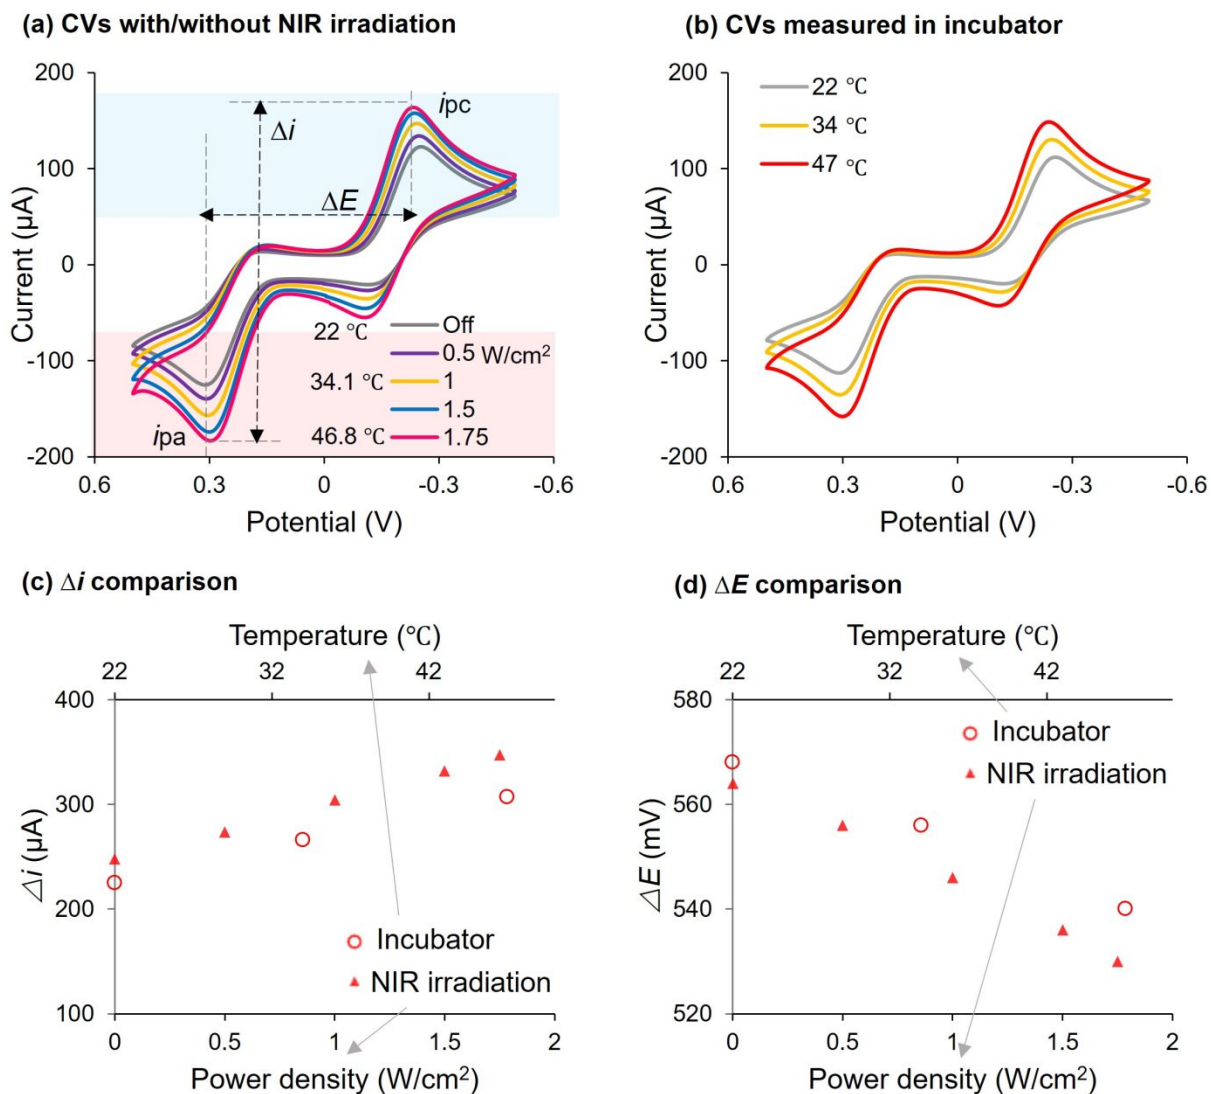 (a) CVs with/without NIR irradiation
200
100
0
-100
-200
Current (µA)
Δi
ipc
ΔE
ipa
22 ℃
Off
0.5 W/cm²
34.1 ℃
1
1.5
46.8 ℃
1.75
0.6
0.3
0
-0.3
-0.6
Potential (V)
(b) CVs measured in incubator
200
100
0
-100
-200
Current (µA)
22 ℃
34 ℃
47 ℃
0.6
0.3
0
-0.3
-0.6
Potential (V)
(c) Δi comparison
Temperature (℃)
22
32
42
400
300
200
100
Δi (µA)
Incubator
NIR irradiation
0
0.5
1
1.5
2
Power density (W/cm²)
(d) ΔE comparison
Temperature (℃)
22
32
42
580
560
540
520
ΔE (mV)
Incubator
NIR irradiation
0
0.5
1
1.5
2
Power density (W/cm²)